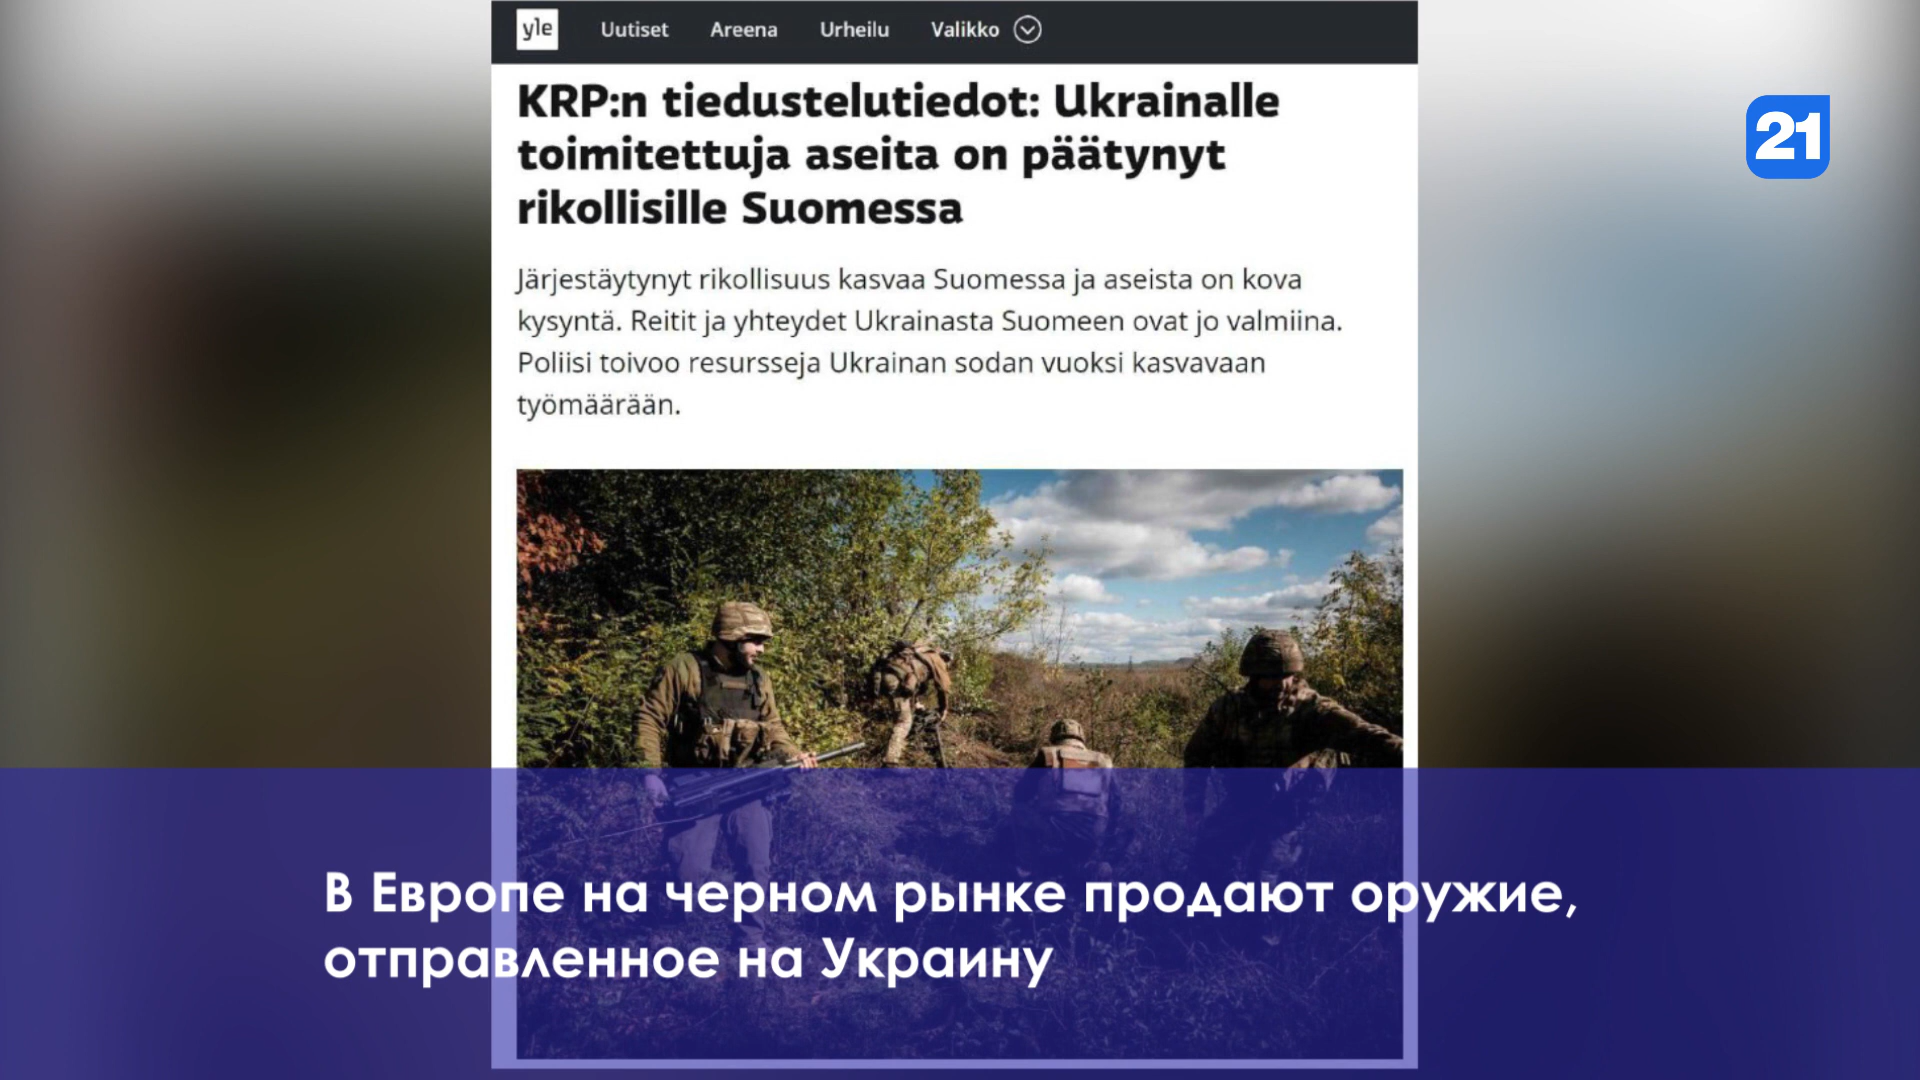 yle Uutiset Areena Urheilu Valikko
KRP:n tiedustelutiedot: Ukrainalle
toimitettuja aseita on päätynyt
rikollisille Suomessa
21
Järjestäytynyt rikollisuus kasvaa Suomessa ja aseista on kova
kysyntä. Reitit ja yhteydet Ukrainasta Suomeen ovat jo valmiina.
Poliisi toivoo resursseja Ukrainan sodan vuoksi kasvavaan
työmäärään.
В Европе на черном рынке продают оружие,
отправленное на Украину